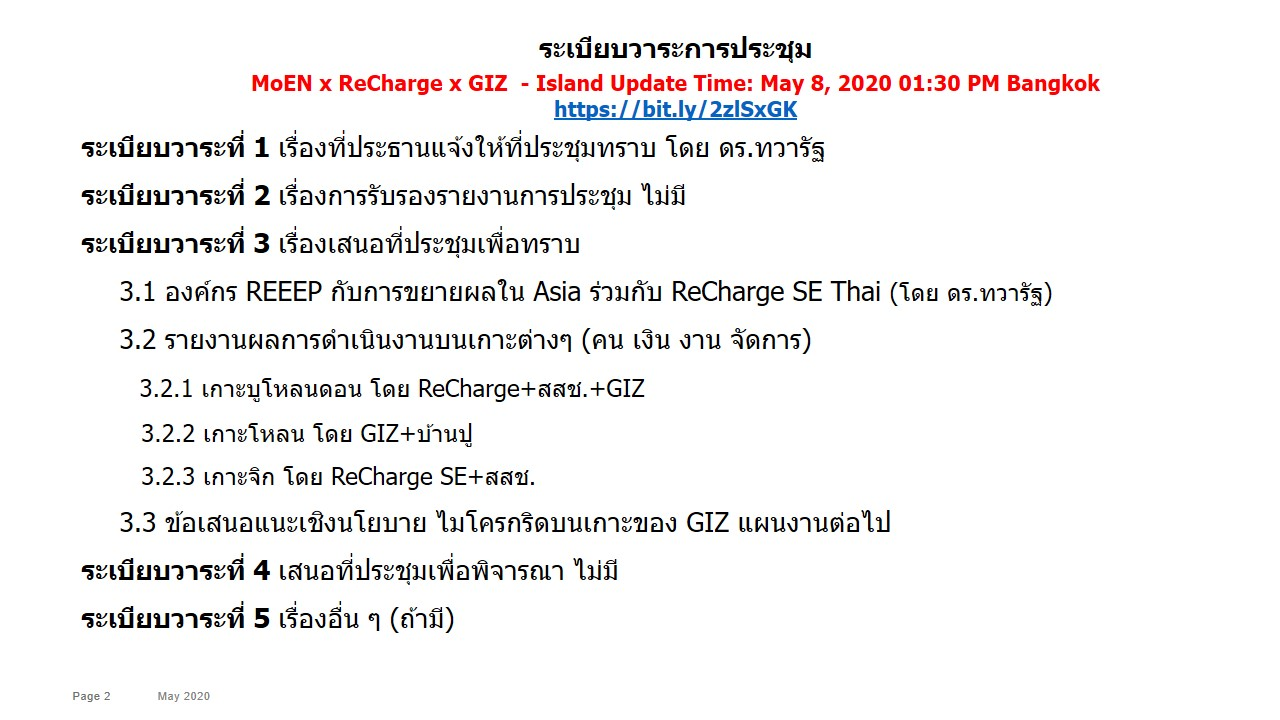 ระเบียบวาระการประชุม
MoEN x ReCharge x GIZ - Island Update Time: May 8, 2020 01:30 PM Bangkok
https://bit.ly/2zlSxGK
ระเบียบวาระที่ 1 เรื่องที่ประธานแจ้งให้ที่ประชุมทราบ โดย ดร.ทวารัฐ
ระเบียบวาระที่ 2 เรื่องการรับรองรายงานการประชุม ไม่มี
ระเบียบวาระที่ 3 เรื่องเสนอที่ประชุมเพื่อทราบ
3.1 องค์กร REEEP กับการขยายผลใน Asia ร่วมกับ ReCharge SE Thai (โดย ดร.ทวารัฐ)
3.2 รายงานผลการดำเนินงานบนเกาะต่างๆ (คน เงิน งาน จัดการ)
3.2.1 เกาะบูโหลนดอน โดย ReCharge+สสช.+GIZ
3.2.2 เกาะโหลน โดย GIZ+บ้านปู
3.2.3 เกาะจิก โดย ReCharge SE+สสช.
3.3 ข้อเสนอแนะเชิงนโยบาย ไมโครกริดบนเกาะของ GIZ แผนงานต่อไป
ระเบียบวาระที่ 4 เสนอที่ประชุมเพื่อพิจารณา ไม่มี
ระเบียบวาระที่ 5 เรื่องอื่น ๆ (ถ้ามี)
Page 2 May 2020